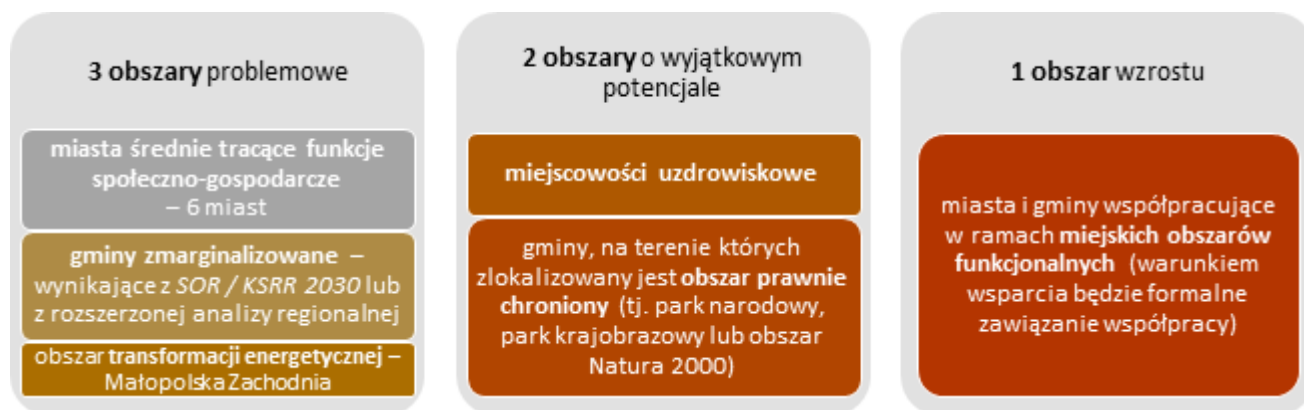 3 obszary problemowe
miasta średnie tracące funkcje
społeczno-gospodarcze
– 6 miast
gminy zmarginalizowane –
wynikające z SOR / KSRR 2030 lub
z rozszerzonej analizy regionalnej
obszar transformacji energetycznej –
Małopolska Zachodnia
2 obszary o wyjątkowym
potencjale
miejscowości uzdrowiskowe
gminy, na terenie których
zlokalizowany jest obszar prawnie
chroniony (tj. park narodowy,
park krajobrazowy lub obszar
Natura 2000)
1 obszar wzrostu
miasta i gminy współpracujące
w ramach miejskich obszarów
funkcjonalnych (warunkiem
wsparcia będzie formalne
zawiązanie współpracy)